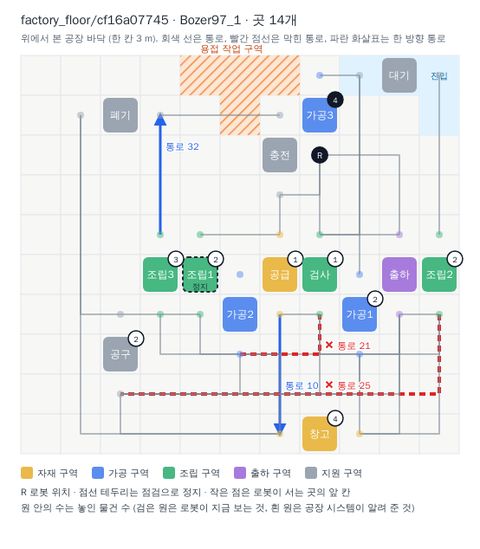 factory_floor/cf16a07745 · Bozer97_1 · 곳 14개
위에서 본 공장 바닥 (한 칸 3 m). 회색 선은 통로, 빨간 점선은 막힌 통로, 파란 화살표는 한 방향 통로
용접 작업 구역
대기
진입
4
폐기
가공3
통로 32
충전
R
3
2
1
1
2
조립3
조립1
공급
검사
출하
조립2
정지
2
가공2
가공1
2
✕ 통로 21
공구
통로 10
✕ 통로 25
4
창고
자재 구역
가공 구역
조립 구역
출하 구역
지원 구역
R 로봇 위치 · 점선 테두리는 점검으로 정지 · 작은 점은 로봇이 서는 곳의 앞 칸
원 안의 수는 놓인 물건 수 (검은 원은 로봇이 지금 보는 것, 흰 원은 공장 시스템이 알려 준 것)